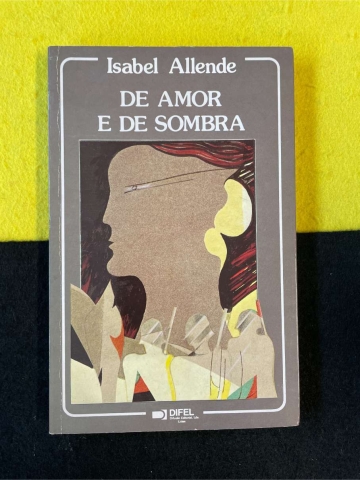 Isabel Allende
DE AMOR
E DE SOMBRA
DIFEL